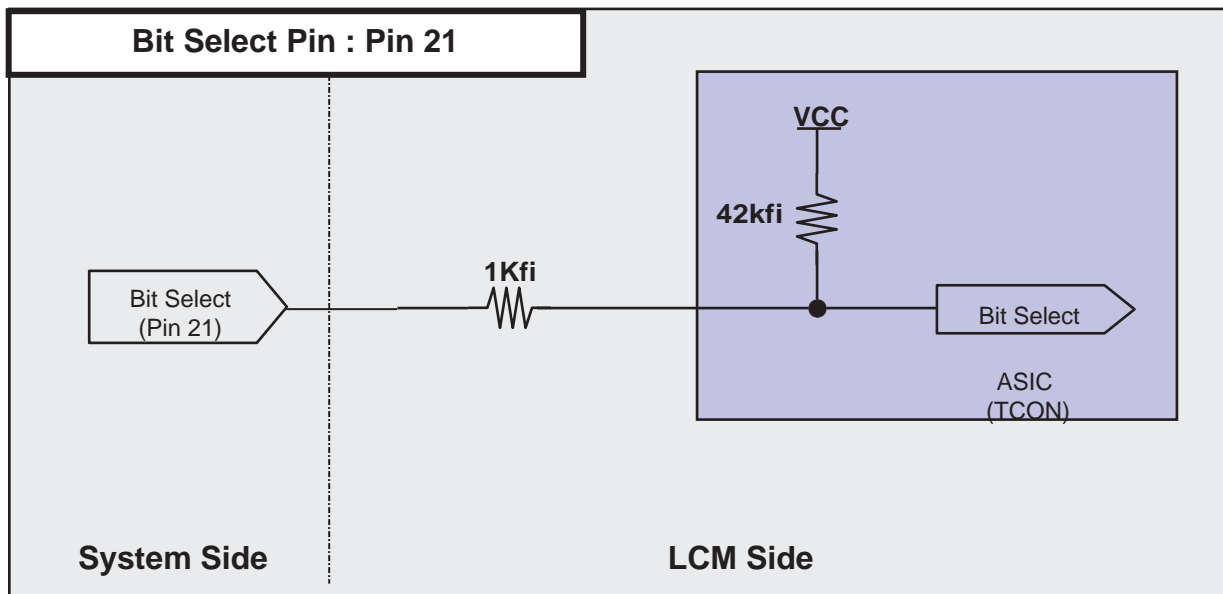 Bit Select Pin : Pin 21
VCC
42kfi
1Kfi
Bit Select
(Pin 21)
Bit Select
ASIC
(TCON)
System Side
LCM Side